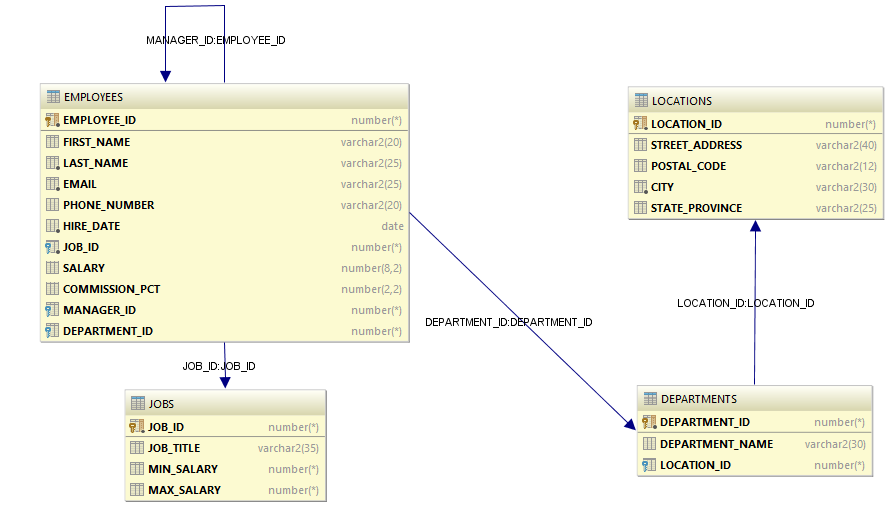 MANAGER_ID:EMPLOYEE_ID
EMPLOYEES
EMPLOYEE_ID number(*)
FIRST_NAME varchar2(20)
LAST_NAME varchar2(25)
EMAIL varchar2(25)
PHONE_NUMBER varchar2(20)
HIRE_DATE date
JOB_ID number(*)
SALARY number(8,2)
COMMISSION_PCT number(2,2)
MANAGER_ID number(*)
DEPARTMENT_ID number(*)
LOCATIONS
LOCATION_ID number(*)
STREET_ADDRESS varchar2(40)
POSTAL_CODE varchar2(12)
CITY varchar2(30)
STATE_PROVINCE varchar2(25)
LOCATION_ID:LOCATION_ID
DEPARTMENT_ID:DEPARTMENT_ID
JOB_ID:JOB_ID
JOBS
JOB_ID number(*)
JOB_TITLE varchar2(35)
MIN_SALARY number(*)
MAX_SALARY number(*)
DEPARTMENTS
DEPARTMENT_ID number(*)
DEPARTMENT_NAME varchar2(30)
LOCATION_ID number(*)